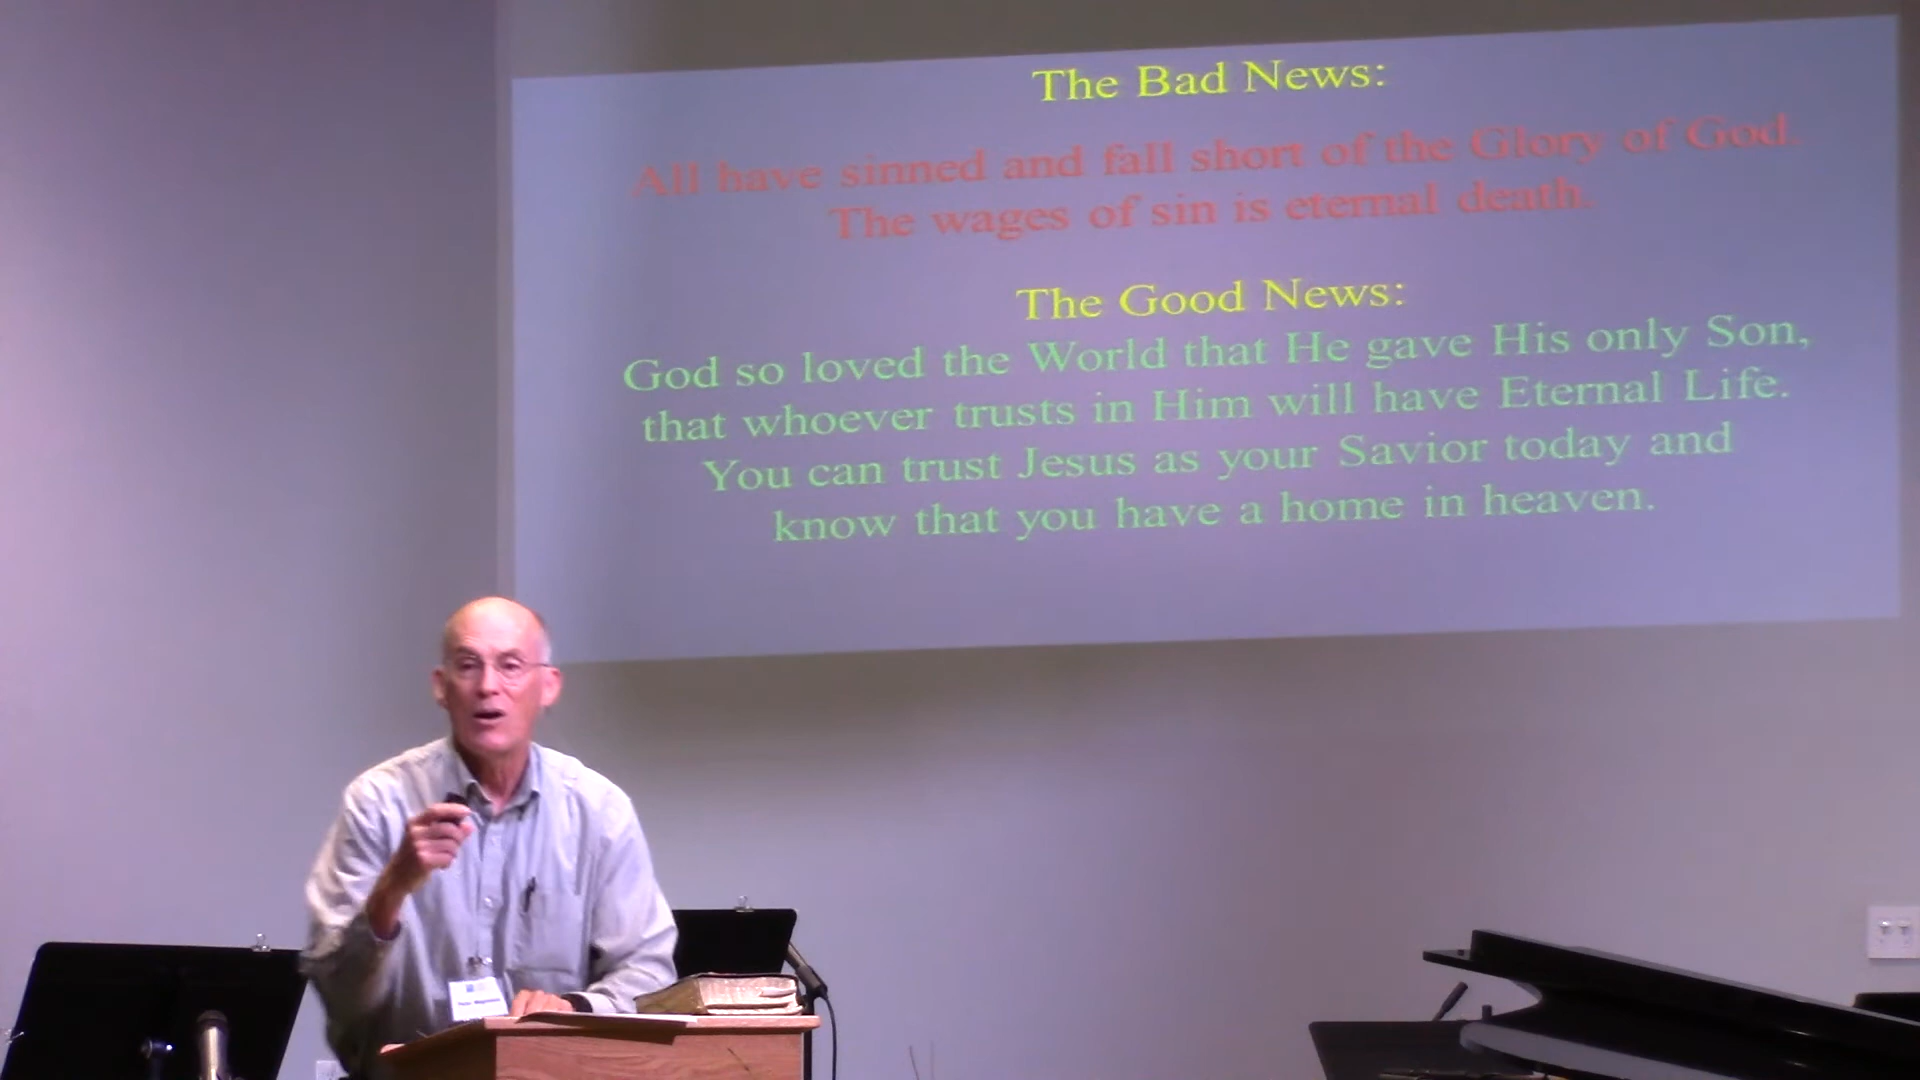 The Bad News:
All have sinned and fall short of the Glory of God.
The wages of sin is eternal death.
The Good News:
God so loved the World that He gave His only Son,
that whoever trusts in Him will have Eternal Life.
You can trust Jesus as your Savior today and
know that you have a home in heaven.